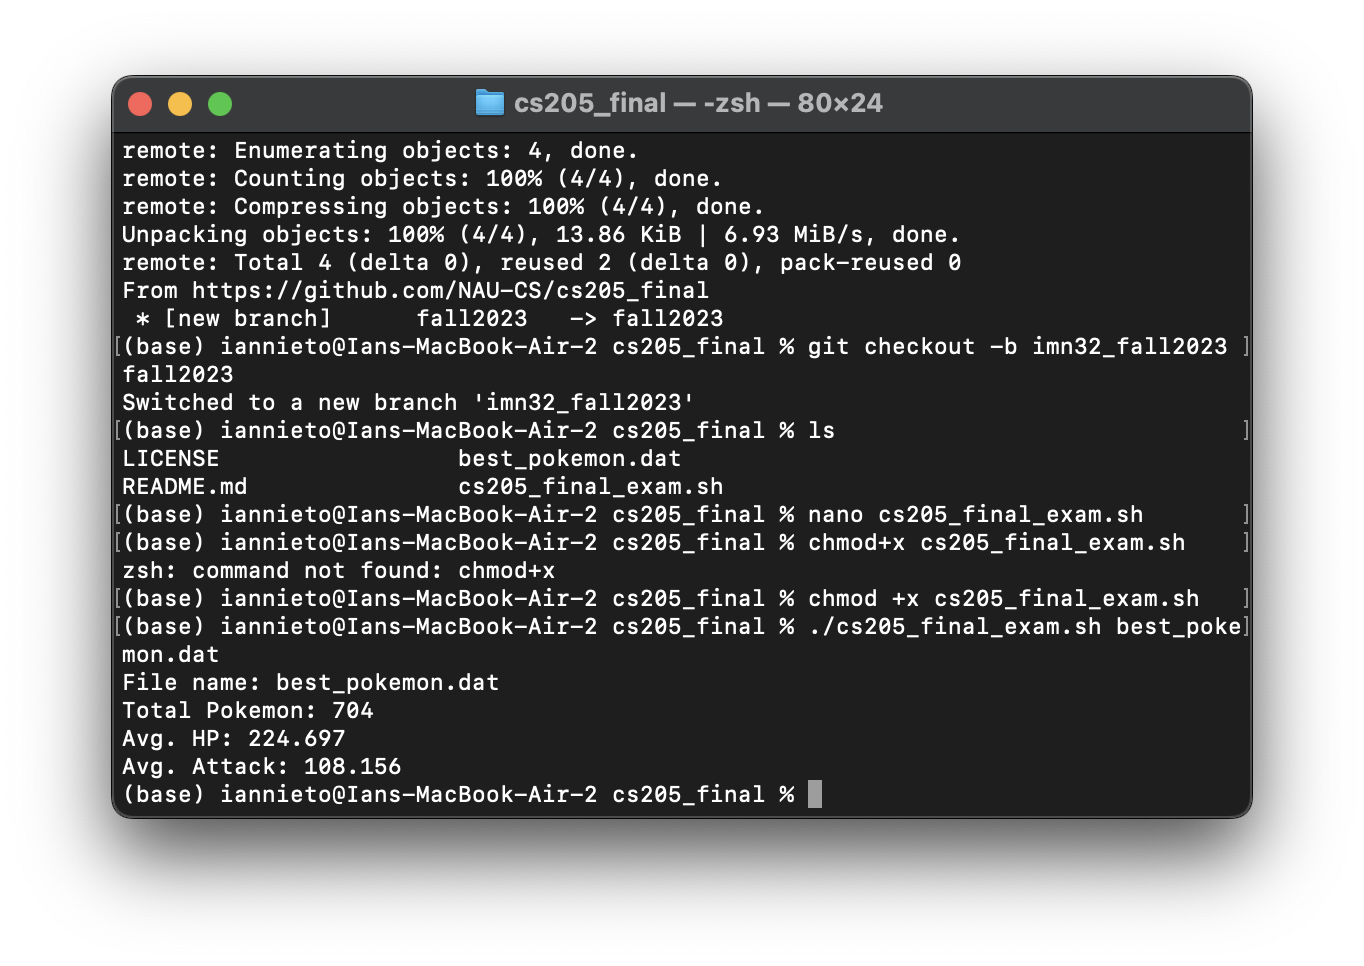 cs205_final — -zsh — 80×24
remote: Enumerating objects: 4, done.
remote: Counting objects: 100% (4/4), done.
remote: Compressing objects: 100% (4/4), done.
Unpacking objects: 100% (4/4), 13.86 KiB | 6.93 MiB/s, done.
remote: Total 4 (delta 0), reused 2 (delta 0), pack-reused 0
From https://github.com/NAU-CS/cs205_final
 * [new branch]      fall2023   -> fall2023
[(base) iannieto@Ians-MacBook-Air-2 cs205_final % git checkout -b imn32_fall2023 ]
fall2023
Switched to a new branch 'imn32_fall2023'
[(base) iannieto@Ians-MacBook-Air-2 cs205_final % ls                             ]
LICENSE                 best_pokemon.dat
README.md               cs205_final_exam.sh
[(base) iannieto@Ians-MacBook-Air-2 cs205_final % nano cs205_final_exam.sh       ]
[(base) iannieto@Ians-MacBook-Air-2 cs205_final % chmod+x cs205_final_exam.sh    ]
zsh: command not found: chmod+x
[(base) iannieto@Ians-MacBook-Air-2 cs205_final % chmod +x cs205_final_exam.sh   ]
[(base) iannieto@Ians-MacBook-Air-2 cs205_final % ./cs205_final_exam.sh best_poke]
mon.dat
File name: best_pokemon.dat
Total Pokemon: 704
Avg. HP: 224.697
Avg. Attack: 108.156
(base) iannieto@Ians-MacBook-Air-2 cs205_final %